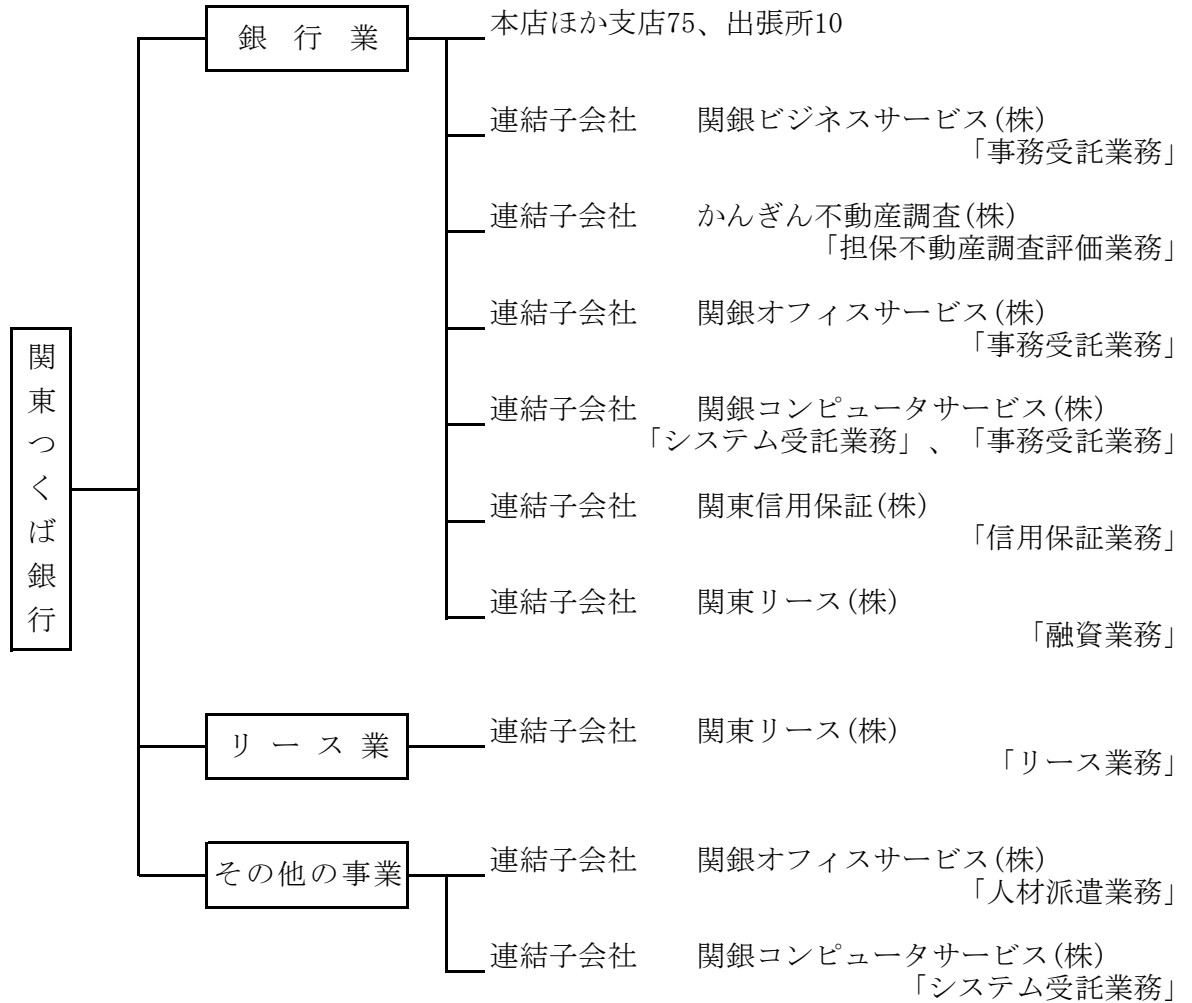 銀行業
本店ほか支店75、出張所10
連結子会社 関銀ビジネスサービス(株)
「事務受託業務」
連結子会社 かんぎん不動産調査(株)
「担保不動産調査評価業務」
連結子会社 関銀オフィスサービス(株)
「事務受託業務」
連結子会社 関銀コンピュータサービス(株)
「システム受託業務」、「事務受託業務」
連結子会社 関東信用保証(株)
「信用保証業務」
連結子会社 関東リース(株)
「融資業務」
関東つくば銀行
リース業
連結子会社 関東リース(株)
「リース業務」
その他の事業
連結子会社 関銀オフィスサービス(株)
「人材派遣業務」
連結子会社 関銀コンピュータサービス(株)
「システム受託業務」